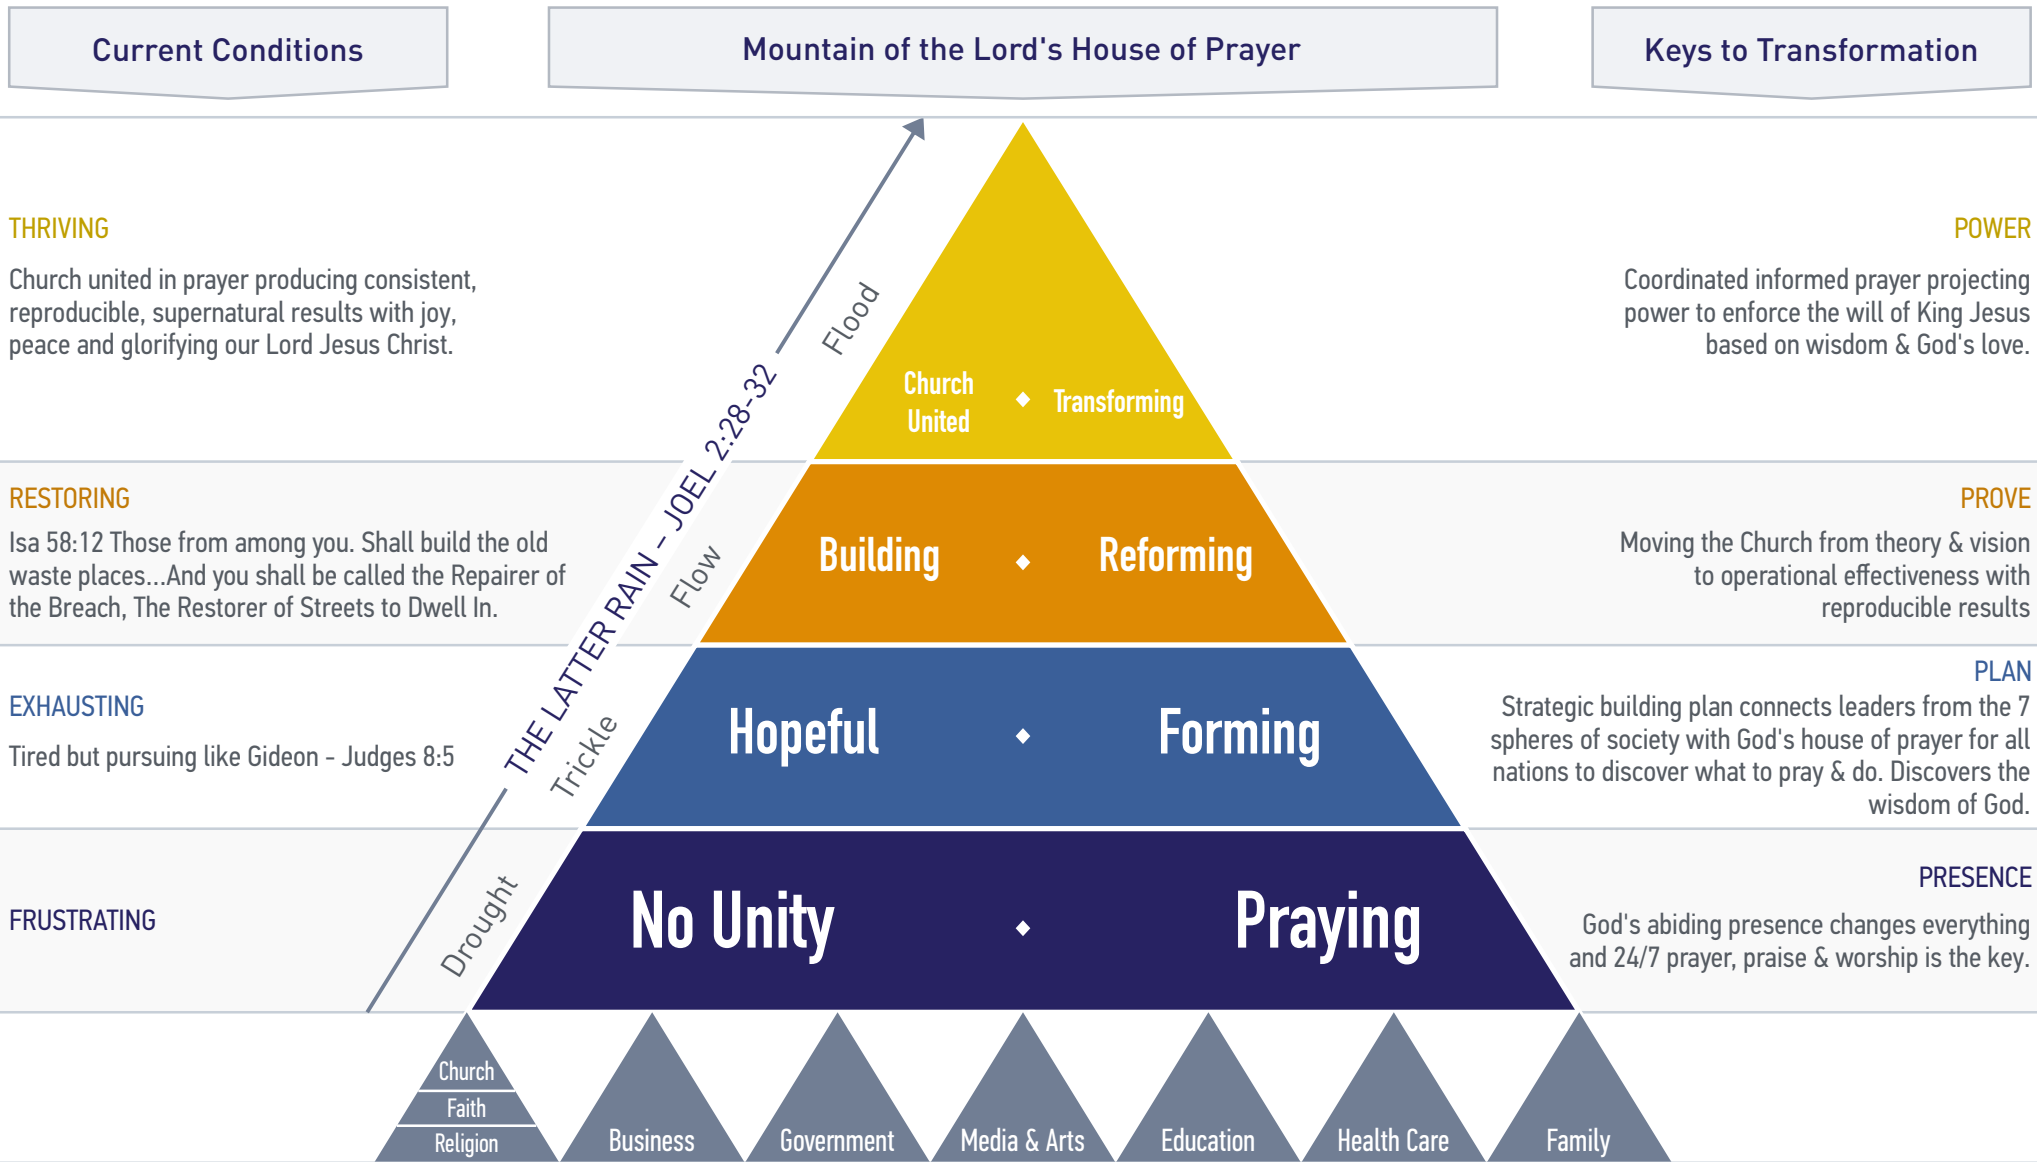 Current Conditions
Mountain of the Lord's House of Prayer
Keys to Transformation
THRIVING
Church united in prayer producing consistent,
reproducible, supernatural results with joy,
peace and glorifying our Lord Jesus Christ.
RESTORING
Isa 58:12 Those from among you. Shall build the old
waste places...And you shall be called the Repairer of
the Breach, The Restorer of Streets to Dwell In.
EXHAUSTING
Tired but pursuing like Gideon - Judges 8:5
FRUSTRATING
THE LATTER RAIN – JOEL 2:28-32
Flood
Flow
Trickle
Drought
Church
United
Transforming
Building
Reforming
Hopeful
Forming
No Unity
Praying
POWER
Coordinated informed prayer projecting
power to enforce the will of King Jesus
based on wisdom & God's love.
PROVE
Moving the Church from theory & vision
to operational effectiveness with
reproducible results
PLAN
Strategic building plan connects leaders from the 7
spheres of society with God's house of prayer for all
nations to discover what to pray & do. Discovers the
wisdom of God.
PRESENCE
God's abiding presence changes everything
and 24/7 prayer, praise & worship is the key.
Church
Faith
Religion
Business
Government
Media & Arts
Education
Health Care
Family